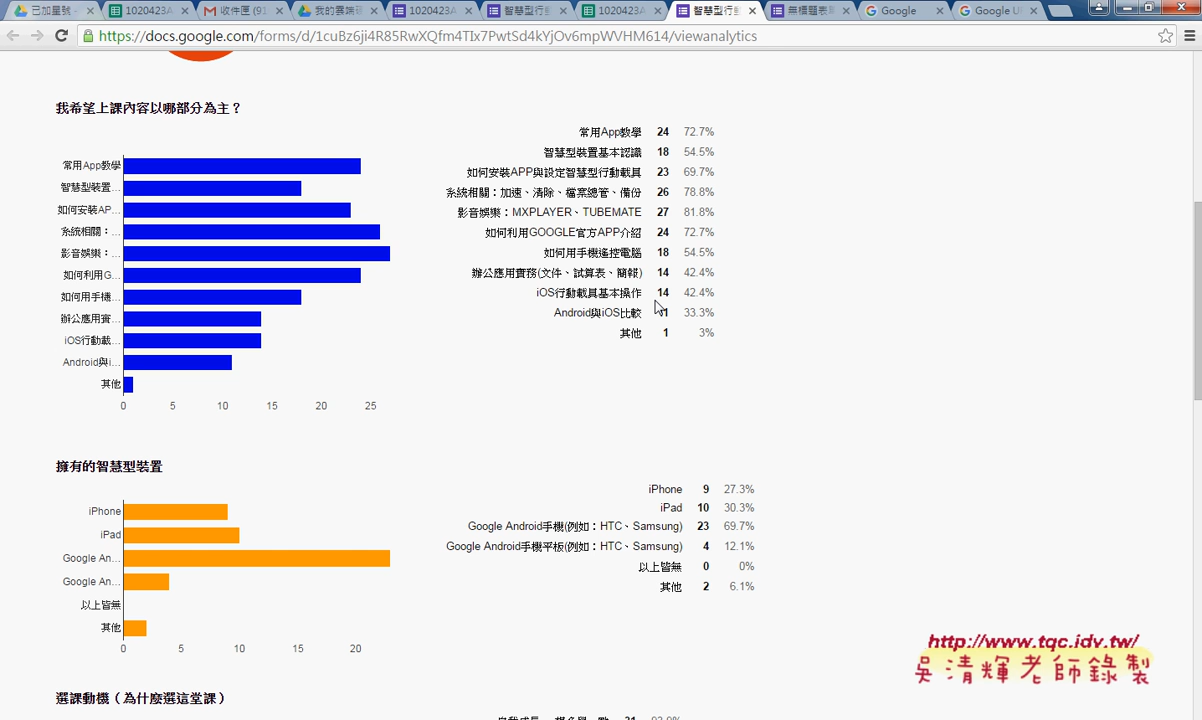 已加星號 -
1020423A
收件匣 (91
我的雲端硬
1020423A
智慧型行動
1020423A
智慧型行動
無標題表單
Google
Google U
https://docs.google.com/forms/d/1cuBz6ji4R85RwXQfm4TIx7PwtSd4kYjOv6mpWVHM614/viewanalytics
我希望上課內容以哪部分為主？
常用App教學
智慧型裝置...
如何安裝AP...
系統相關：...
影音娛樂：...
如何利用G...
如何用手機...
辦公應用實...
iOS行動載...
Android與i...
其他
0 5 10 15 20 25
常用App教學 24 72.7%
智慧型裝置基本認識 18 54.5%
如何安裝APP與設定智慧型行動載具 23 69.7%
系統相關：加速、清除、檔案總管、備份 26 78.8%
影音娛樂：MXPLAYER、TUBEMATE 27 81.8%
如何利用GOOGLE官方APP介紹 24 72.7%
如何用手機遙控電腦 18 54.5%
辦公應用實務(文件、試算表、簡報) 14 42.4%
iOS行動載具基本操作 14 42.4%
Android與iOS比較 33.3%
其他 1 3%
擁有的智慧型裝置
iPhone
iPad
Google An...
Google An...
以上皆無
其他
0 5 10 15 20
iPhone 9 27.3%
iPad 10 30.3%
Google Android手機(例如：HTC、Samsung) 23 69.7%
Google Android手機平板(例如：HTC、Samsung) 4 12.1%
以上皆無 0 0%
其他 2 6.1%
http://www.tqc.idv.tw/
吳清輝老師錄製
選課動機（為什麼選這堂課）